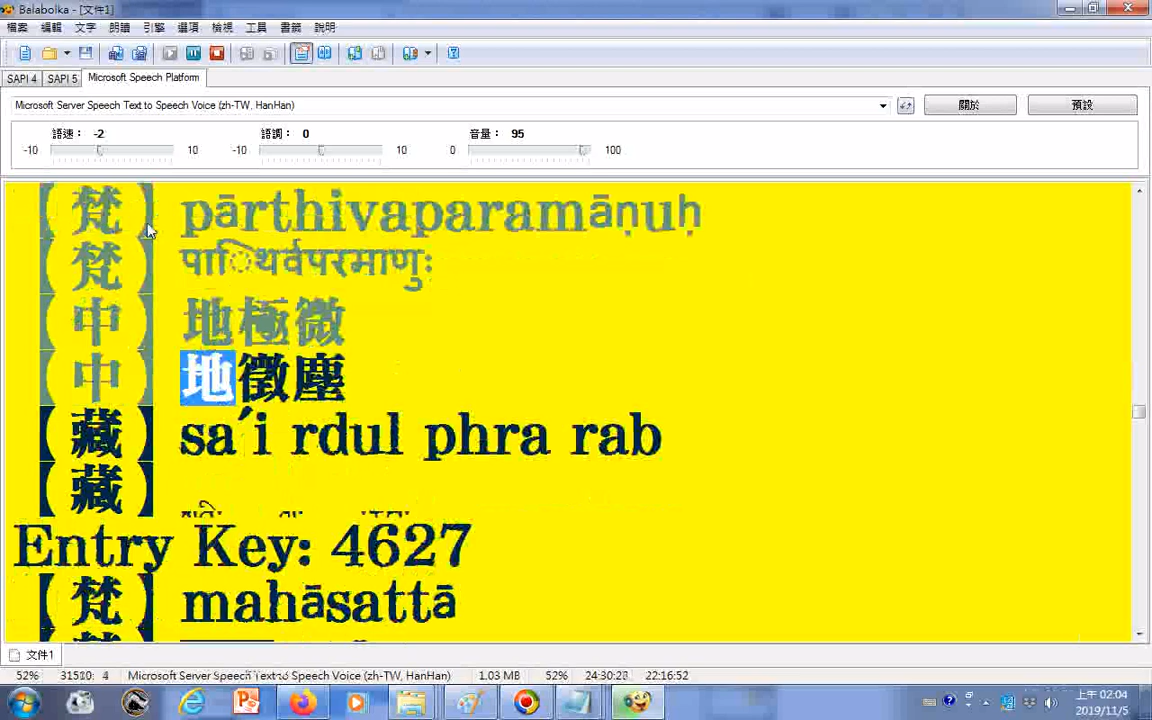 Balabolka - [文件1]
檔案 編輯 文字 朗讀 引擎 選項 檢視 工具 書籤 說明
SAPI 4 SAPI 5 Microsoft Speech Platform
Microsoft Server Speech Text to Speech Voice (zh-TW, HanHan) 關於 預設
語速： -2 語調： 0 音量： 95
-10 10 -10 10 0 100
【梵】 pārthivaparamāṇuḥ
【梵】 पार्थिवपरमाणुः
【中】 地極微
【中】 地徵塵
【藏】 sa´i rdul phra rab
【藏】
Entry Key: 4627
【梵】 mahāsattā
文件1
52% 31510: 4 Microsoft Server Speech Text to Speech Voice (zh-TW, HanHan) 1.03 MB 52% 24:30:23 22:16:52
上午 02:04
2019/11/5